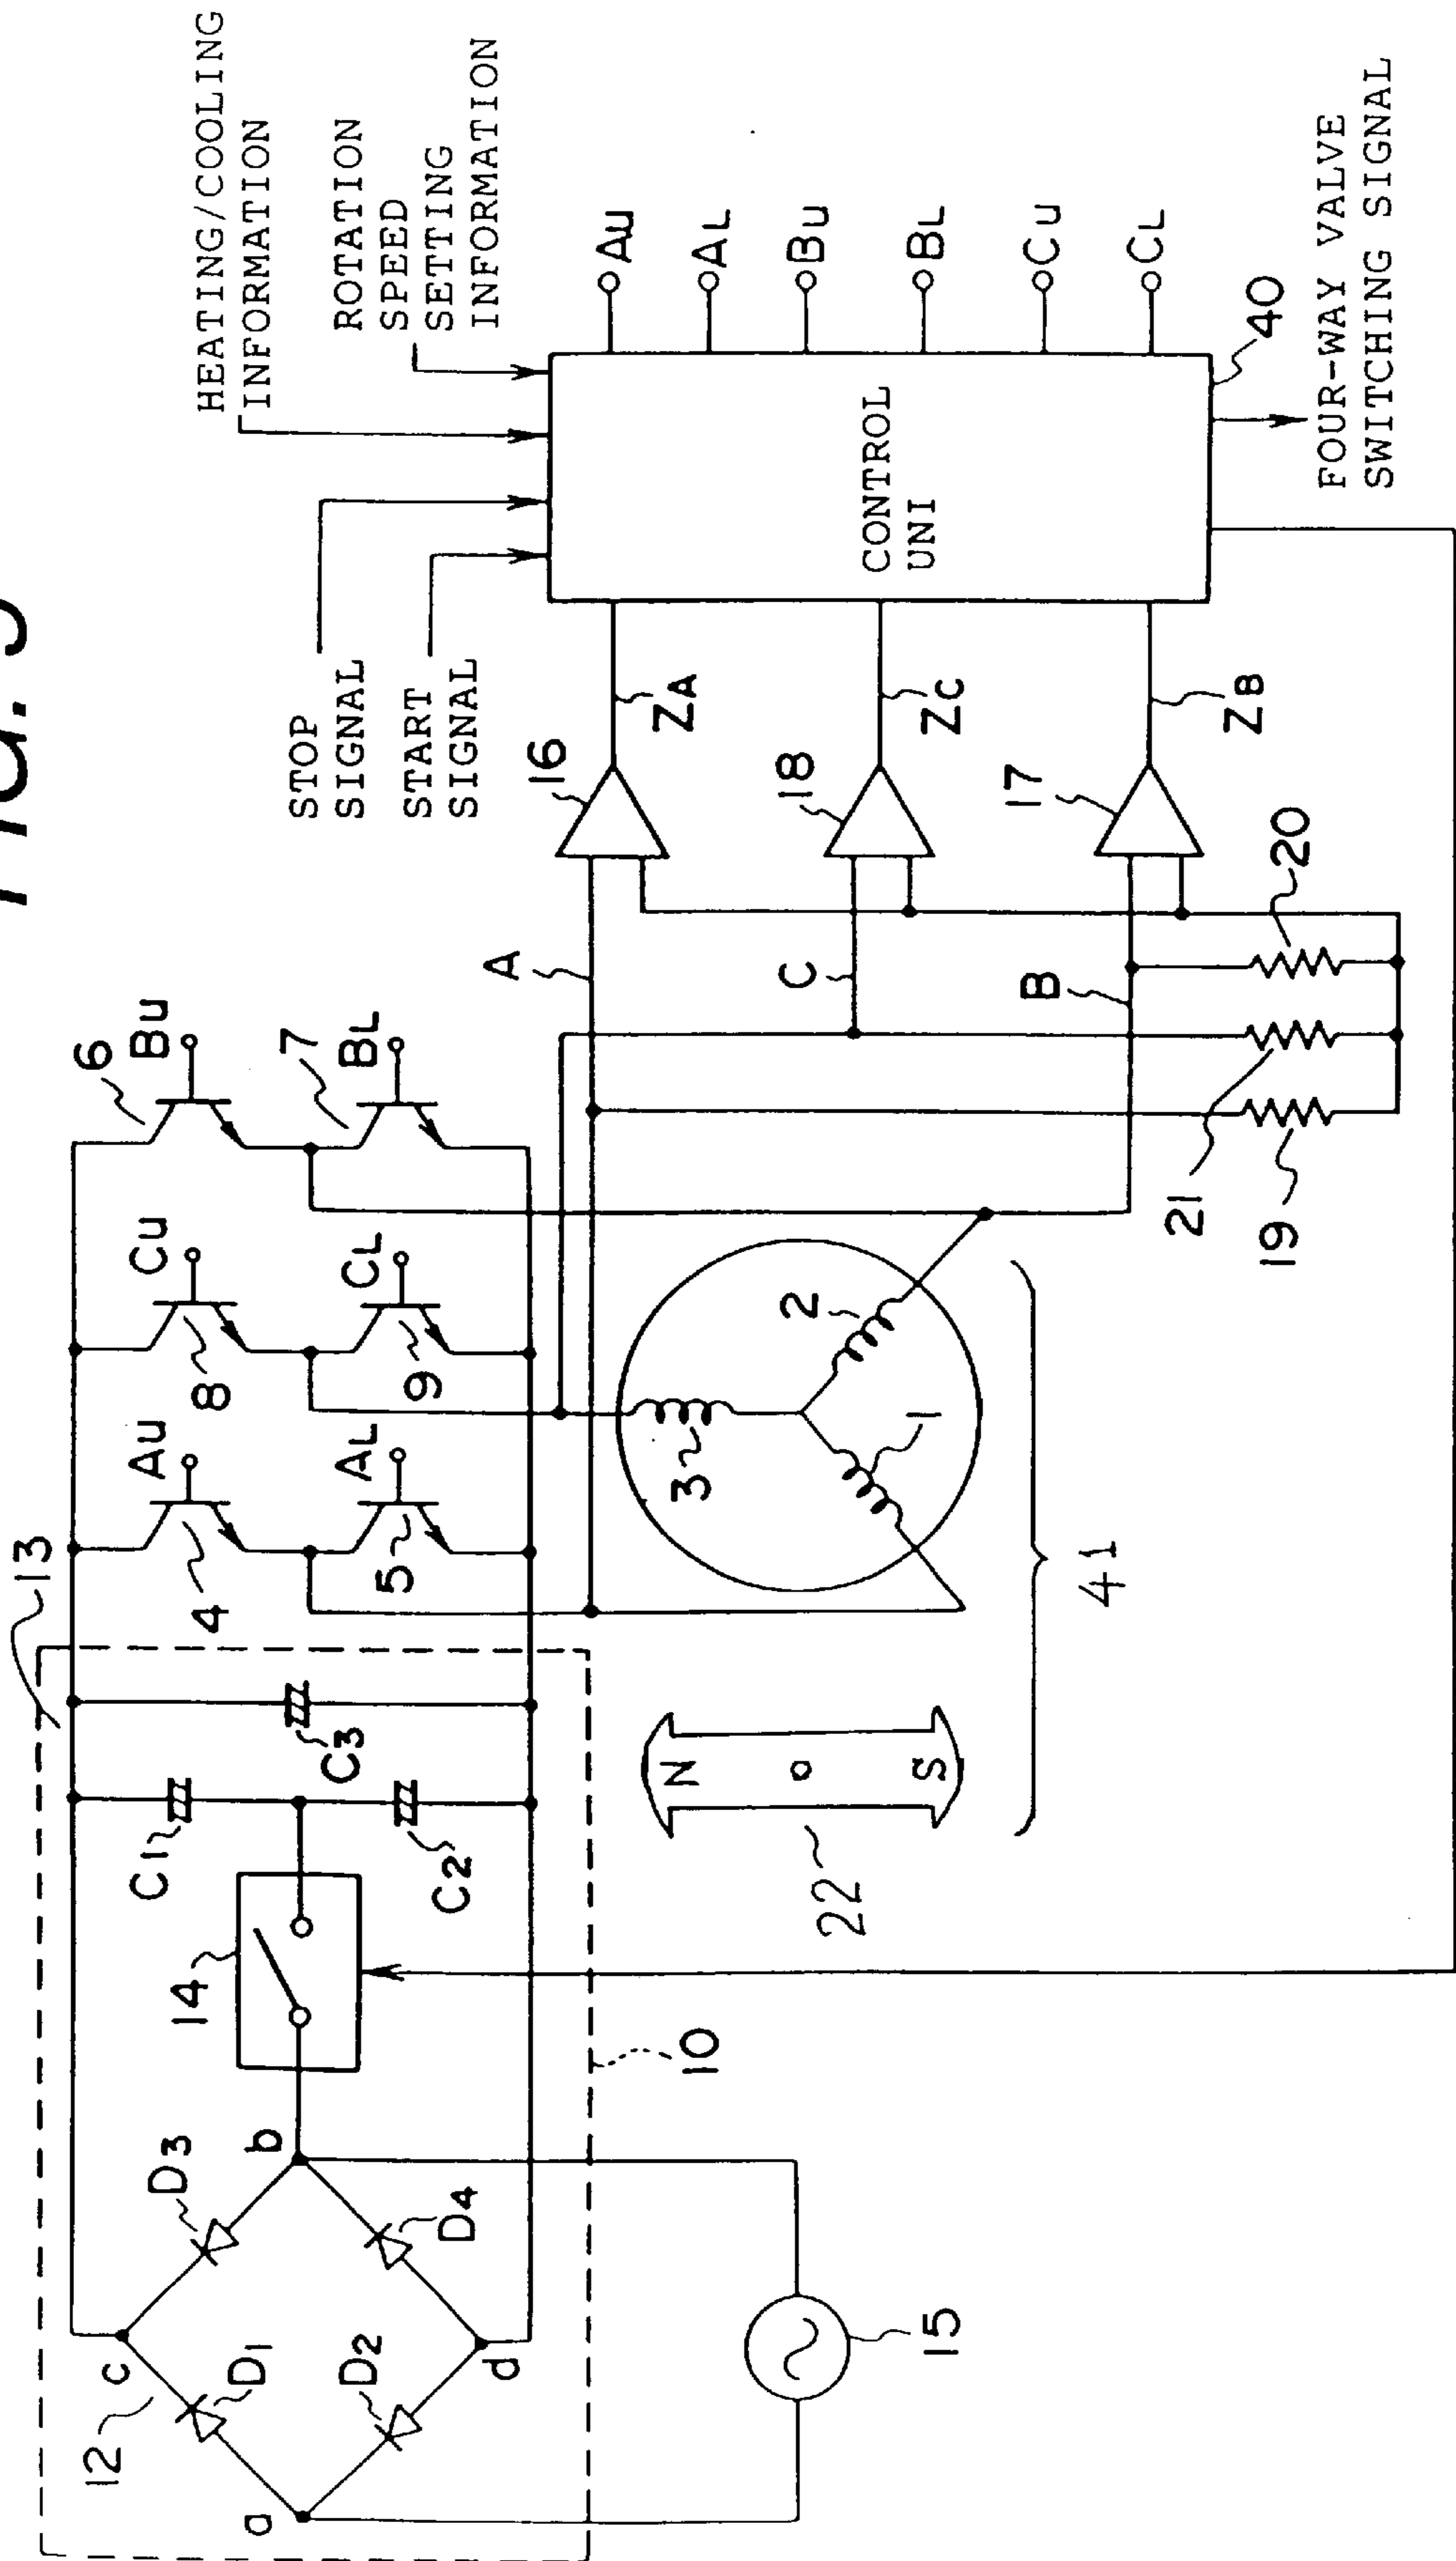 FIG. 5
13
C1
C2
C3
14
12
D1
D2
D3
D4
a
b
c
d
10
15
4
Au
5
AL
8
Cu
9
CL
6
Bu
7
BL
N
S
22
1
2
3
41
A
C
B
16
18
17
ZA
ZC
ZB
19
21
20
STOP
SIGNAL
START
SIGNAL
HEATING/COOLING
INFORMATION
ROTATION
SPEED
SETTING
INFORMATION
CONTROL
UNI
40
Au
AL
Bu
BL
Cu
CL
FOUR-WAY VALVE
SWITCHING SIGNAL